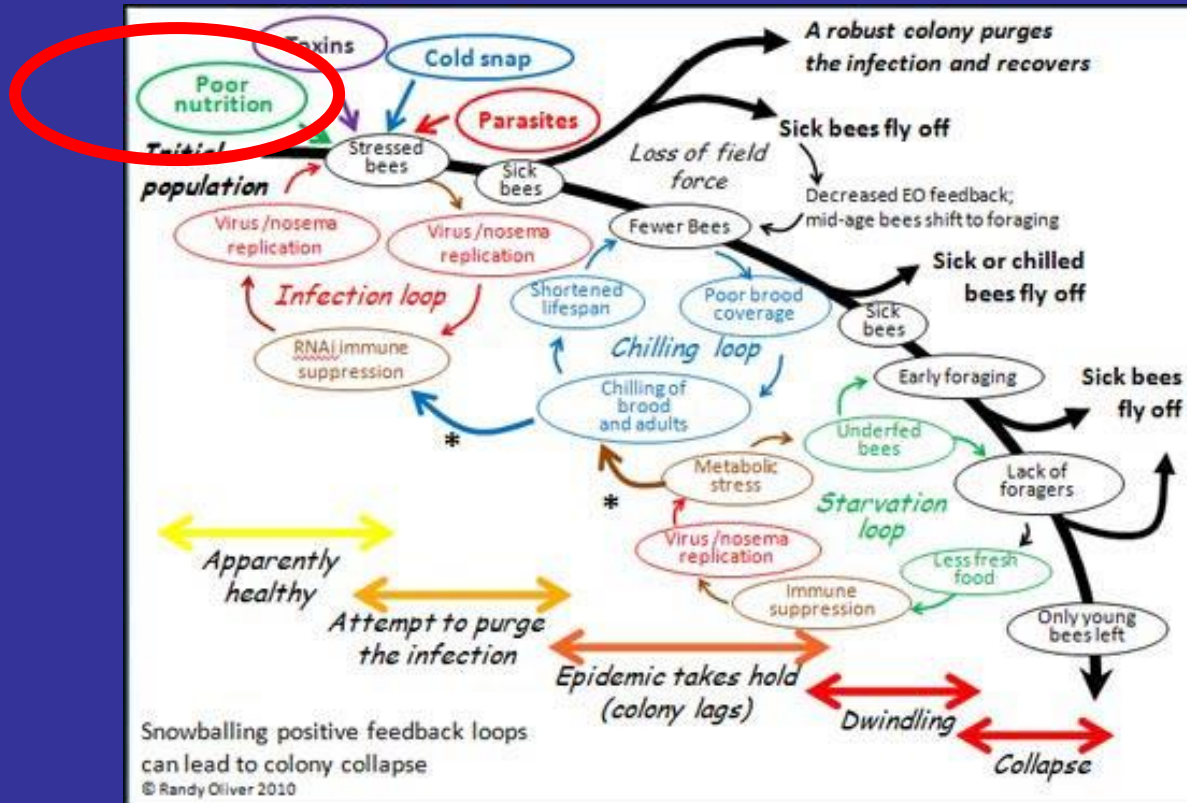 Toxins
Cold snap
Poor
nutrition
Parasites
A robust colony purges
the infection and recovers
Sick bees fly off
Initial
population
Stressed
bees
Sick
bees
Loss of field
force
Decreased EO feedback;
mid-age bees shift to foraging
Fewer Bees
Virus/nosema
replication
Virus/nosema
replication
Infection loop
RNAi immune
suppression
Shortened
lifespan
Poor brood
coverage
Chilling loop
Chilling of
brood
and adults
Sick or chilled
bees fly off
Sick
bees
Early foraging
Sick bees
fly off
*
Metabolic
stress
Underfed
bees
Lack of
foragers
*
Starvation
loop
Virus/nosema
replication
Less fresh
food
Immune
suppression
Only young
bees left
Apparently
healthy
Attempt to purge
the infection
Epidemic takes hold
(colony lags)
Dwindling
Collapse
Snowballing positive feedback loops
can lead to colony collapse
© Randy Oliver 2010